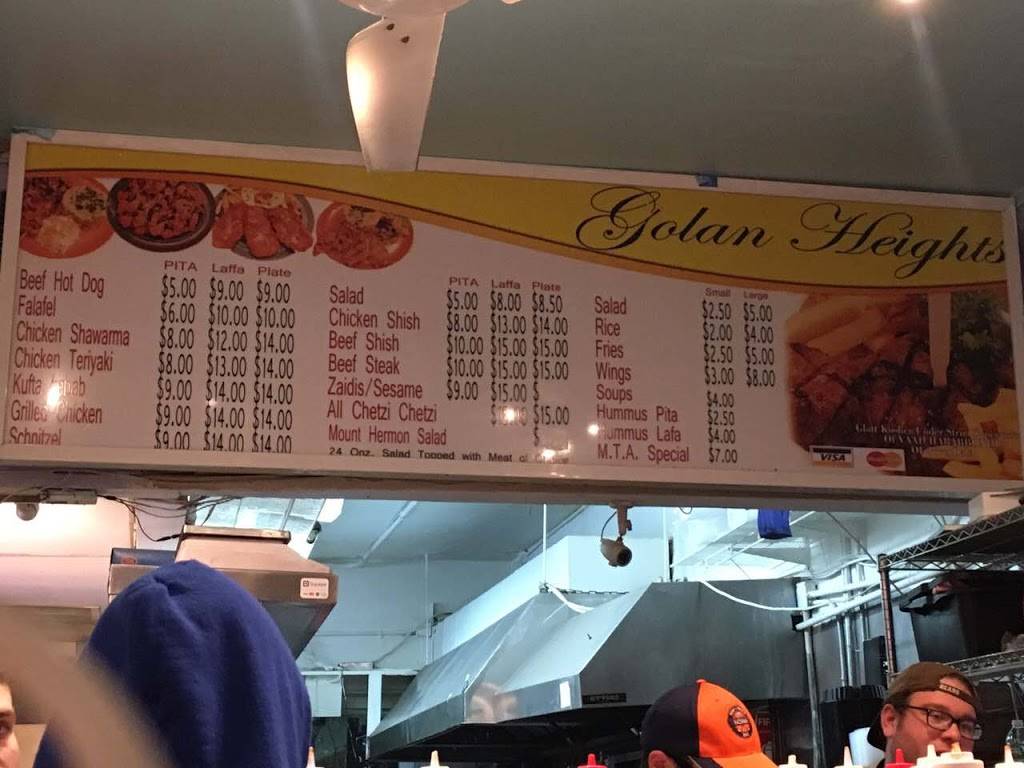 Golan Heights
PITA Laffa Plate
Beef Hot Dog $5.00 $9.00 $9.00
Falafel $6.00 $10.00 $10.00
Chicken Shawarma $8.00 $12.00 $14.00
Chicken Teriyaki $8.00 $13.00 $14.00
Kufta $9.00 $14.00 $14.00
Grilled Chicken $9.00 $14.00 $14.00
Schnitzel $9.00 $14.00 $14.00
PITA Laffa Plate
Salad $5.00 $8.00 $8.50
Chicken Shish $8.00 $13.00 $14.00
Beef Shish $10.00 $15.00 $15.00
Beef Steak $10.00 $15.00 $15.00
Zaidis/Sesame $9.00 $15.00 $
All Chetzi Chetzi $15.00
Mount Hermon Salad
24 Onz. Salad Topped with Meat
Small Large
Salad $2.50 $5.00
Rice $2.00 $4.00
Fries $2.50 $5.00
Wings $3.00 $8.00
Soups $4.00
Hummus Pita $2.50
Hummus Lafa $4.00
M.T.A. Special $7.00
Glatt Kosher Under
VISA MasterCard